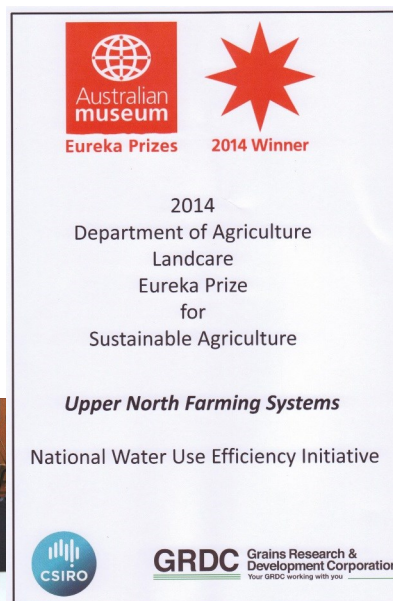 Australian
museum
Eureka Prizes
2014 Winner
2014
Department of Agriculture
Landcare
Eureka Prize
for
Sustainable Agriculture
Upper North Farming Systems
National Water Use Efficiency Initiative
CSIRO
GRDC
Grains Research &
Development Corporation
Your GRDC working with you